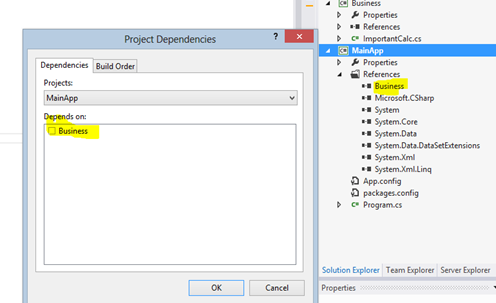 Project Dependencies
Dependencies
Build Order
Projects:
MainApp
Depends on:
Business
OK
Cancel
Business
Properties
References
ImportantCalc.cs
MainApp
Properties
References
Business
Microsoft.CSharp
System
System.Core
System.Data
System.Data.DataSetExtensions
System.Xml
System.Xml.Linq
App.config
packages.config
Program.cs
Solution Explorer
Team Explorer
Server Explorer
Properties